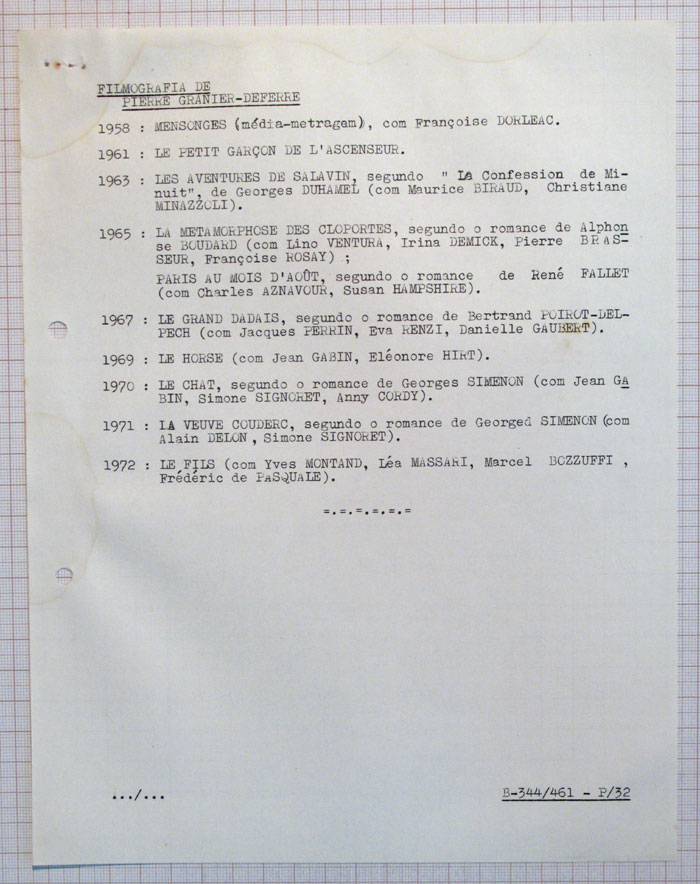 FILMOGRAFIA DE
PIERRE GRANIER-DEFERRE
1958 : MENSONGES (média-metragem), com Françoise DORLEAC.
1961 : LE PETIT GARÇON DE L'ASCENSEUR.
1963 : LES AVENTURES DE SALAVIN, segundo " La Confession de Mi-
nuit", de Georges DUHAMEL (com Maurice BIRAUD, Christiane
MINAZZOLI).
1965 : LA METAMORPHOSE DES CLOPORTES, segundo o romance de Alphon
se BOUDARD (com Lino VENTURA, Irina DEMICK, Pierre BRAS-
SEUR, Françoise ROSAY) ;
PARIS AU MOIS D'AOÛT, segundo o romance de René FALLET
(com Charles AZNAVOUR, Susan HAMPSHIRE).
1967 : LE GRAND DADAIS, segundo o romance de Bertrand POIROT-DEL-
PECH (com Jacques PERRIN, Eva RENZI, Danielle GAUBERT).
1969 : LE HORSE (com Jean GABIN, Eléonore HIRT).
1970 : LE CHAT, segundo o romance de Georges SIMENON (com Jean GA
BIN, Simone SIGNORET, Anny CORDY).
1971 : LA VEUVE COUDERC, segundo o romance de Georged SIMENON (com
Alain DELON , Simone SIGNORET).
1972 : LE FILS (com Yves MONTAND, Léa MASSARI, Marcel BOZZUFFI ,
Frédéric de PASQUALE).
=.=.=.=.=.=
.../...
B-344/461 - P/32